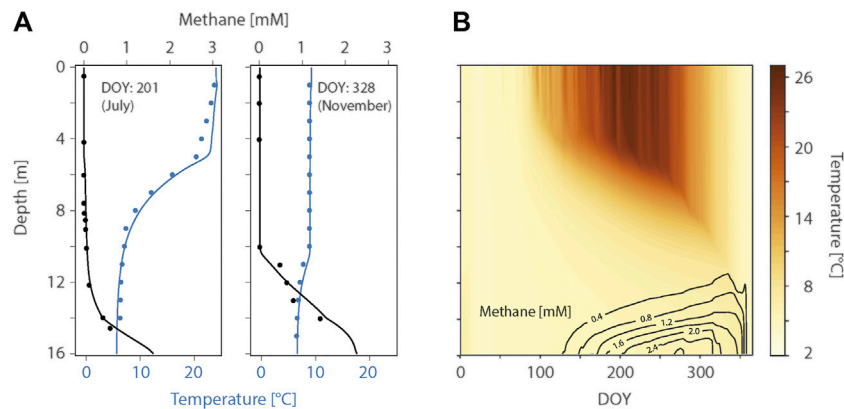 A
Methane [mM]
0 1 2 3
0 1 2 3
B
DOY: 201
(July)
DOY: 328
(November)
Depth [m]
0
4
8
12
16
0 10 20
0 10 20
Temperature [°C]
Methane [mM]
0.4
0.8
1.2
1.6
2.0
2.4
0 100 200 300
DOY
26
20
14
8
2
Temperature [°C]